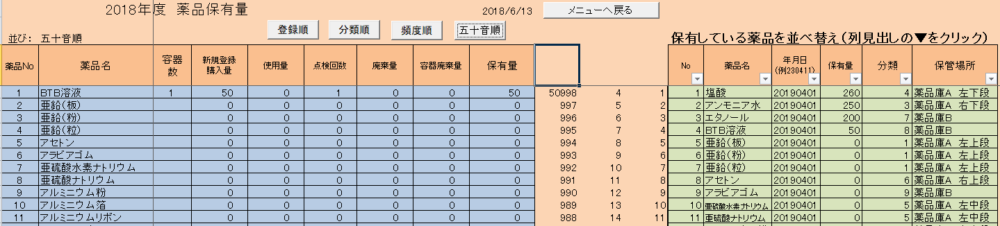 2018年度 薬品保有量 2018/6/13 メニューへ戻る
登録順 分類順 頻度順 五十音順
並び： 五十音順 保有している薬品を並べ替え（列見出しの▼をクリック）
薬品No 薬品名 容器数 新規登録購入量 使用量 点検回数 廃棄量 容器廃棄量 保有量 No 薬品名 年月日（例230411） 保有量 分類 保管場所
1 BTB溶液 1 50 0 1 0 0 50 50998 4 1 1 塩酸 20190401 260 4 薬品庫A 左下段
2 亜鉛（板） 0 0 0 0 0 0 997 5 2 2 アンモニア水 20190401 250 3 薬品庫A 右下段
3 亜鉛（粉） 0 0 0 0 0 0 996 6 3 3 エタノール 20190401 200 7 薬品庫B
4 亜鉛（粒） 0 0 0 0 0 0 995 7 4 4 BTB溶液 20190401 50 8 薬品庫B
5 アセトン 0 0 0 0 0 0 994 8 5 5 亜鉛（板） 20190401 0 1 薬品庫A 左上段
6 アラビアゴム 0 0 0 0 0 0 993 9 6 6 亜鉛（粉） 20190401 0 1 薬品庫A 左上段
7 亜硫酸水素ナトリウム 0 0 0 0 0 0 992 10 7 7 亜鉛（粒） 20190401 0 1 薬品庫A 左上段
8 亜硫酸ナトリウム 0 0 0 0 0 0 991 11 8 8 アセトン 20190401 0 6 薬品庫A 右上段
9 アルミニウム粉 0 0 0 0 0 0 990 12 9 9 アラビアゴム 20190401 0 9 薬品庫B
10 アルミニウム箔 0 0 0 0 0 0 989 13 10 10 亜硫酸水素ナトリウム 20190401 0 5 薬品庫A 左中段
11 アルミニウムリボン 0 0 0 0 0 0 988 14 11 11 亜硫酸ナトリウム 20190401 0 5 薬品庫A 左中段